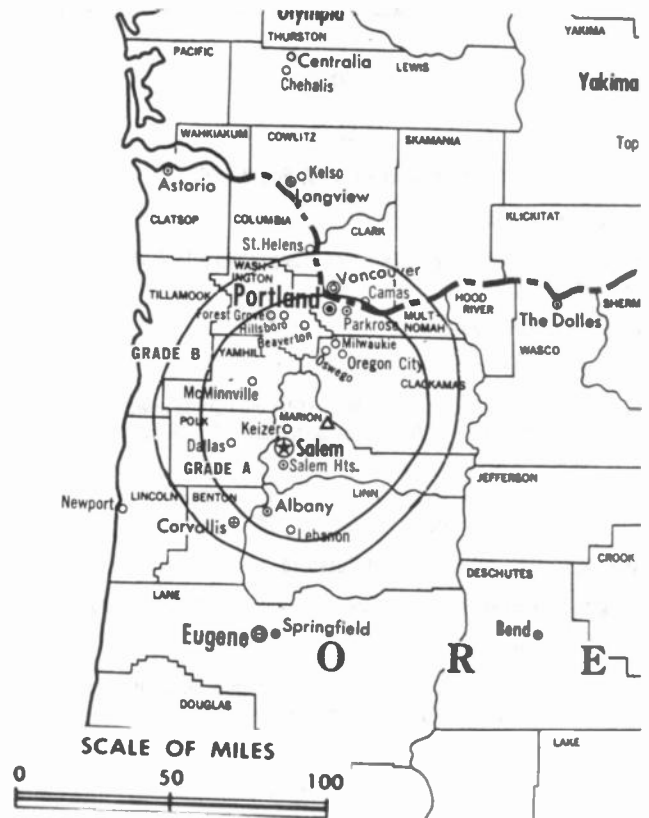 Olympia
THURSTON
YAKIMA
PACIFIC
Centralia
LEWIS
Chehalis
Yakima
WAHKIAKUM
COWLITZ
SKAMANIA
Top
Kelso
Astoria
Longview
CLATSOP
COLUMBIA
KLICKITAT
CLARK
St. Helens
WASH-
INGTON
Vancouver
TILLAMOOK
Portland
Camas
HOOD
RIVER
SHERM
Forest Grove
Parkrose
MULT-
NOMAH
The Dalles
Hillsboro
Beaverton
Milwaukie
GRADE B
YAMHILL
Oswego
Oregon City
WASCO
McMinnville
CLACKAMAS
POLK
MARION
Keizer
Dallas
Salem
GRADE A
Salem Hts.
JEFFERSON
LINCOLN
BENTON
LINN
Newport
Albany
Corvallis
Lebanon
CROOK
DESCHUTES
LANE
Eugene
Springfield
Bend
O R E
DOUGLAS
SCALE OF MILES
LAKE
0 50 100